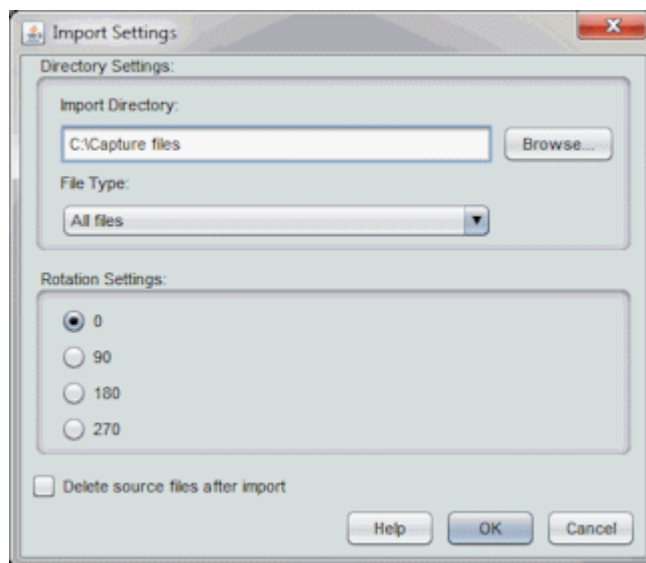 Import Settings
Directory Settings:
Import Directory:
C:\Capture files
Browse...
File Type:
All files
Rotation Settings:
0
90
180
270
Delete source files after import
Help
OK
Cancel